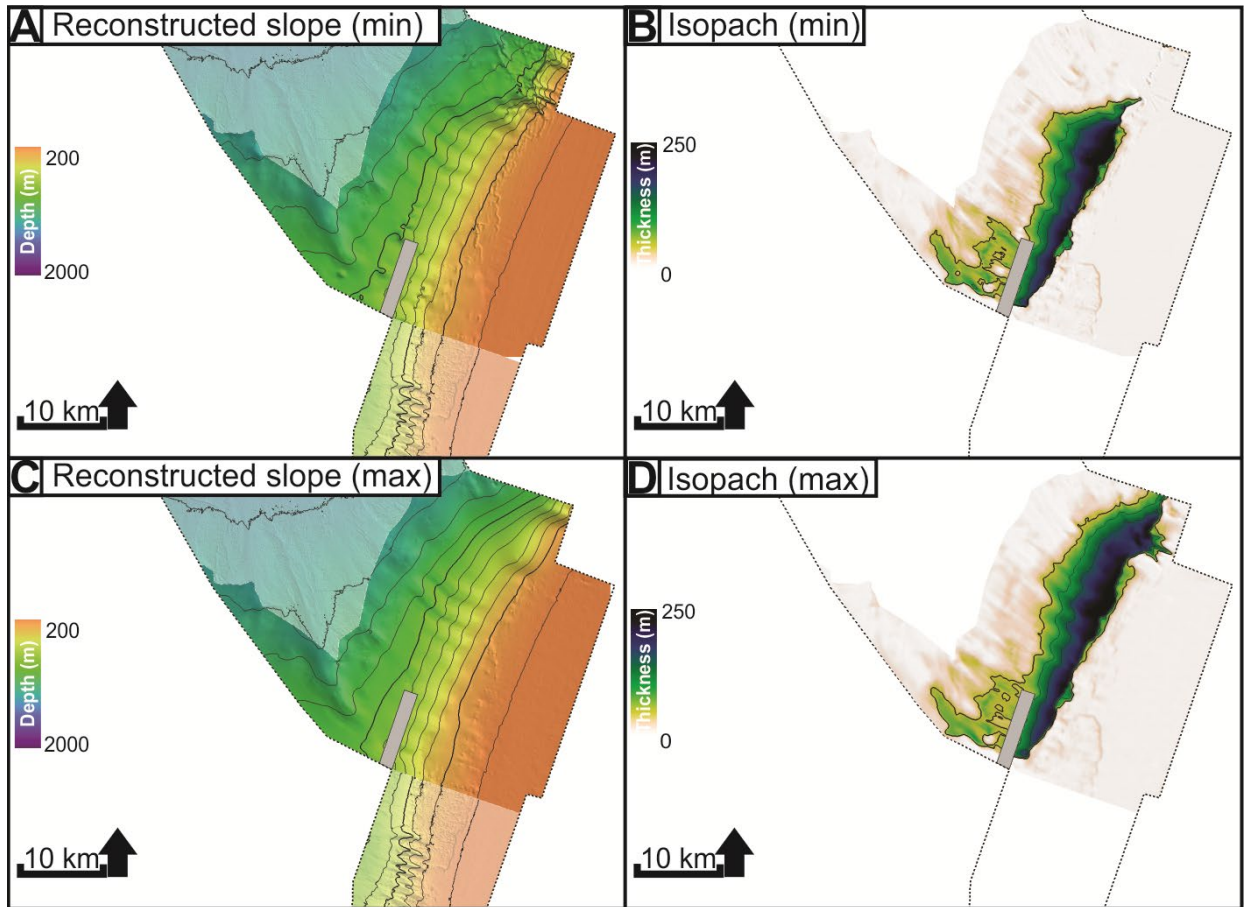 A Reconstructed slope (min)
200
Depth (m)
2000
10 km
B Isopach (min)
250
Thickness (m)
0
10 km
C Reconstructed slope (max)
200
Depth (m)
2000
10 km
D Isopach (max)
250
Thickness (m)
0
10 km